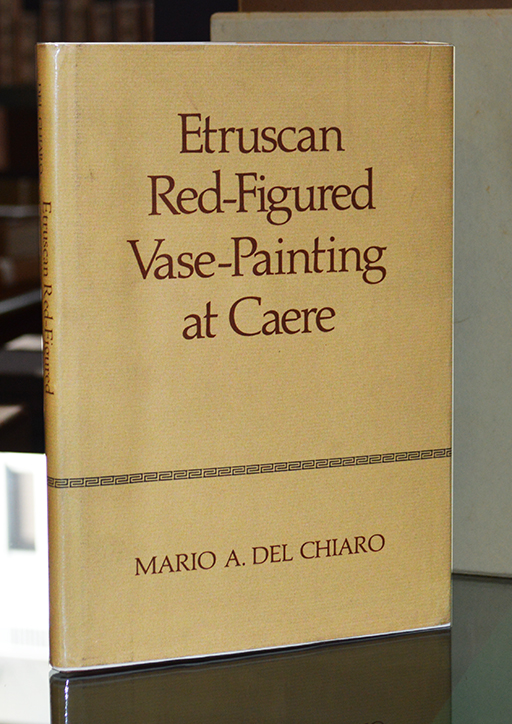 Etruscan
Red-Figured
Vase-Painting
at Caere
MARIO A. DEL CHIARO
Etruscan Red-Figured